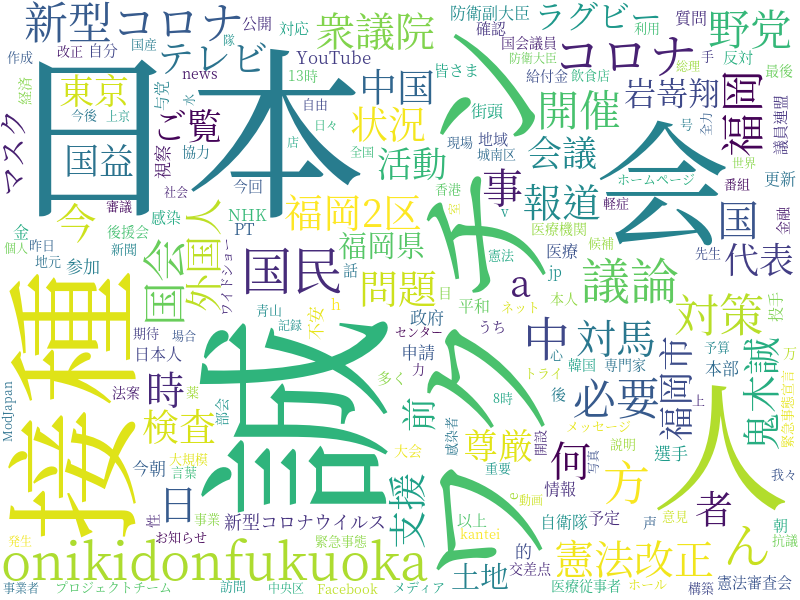 新型コロナ
公開
対応
衆議院
防衛副大臣
ラグビー
確認
質問
野党
作成
改正
自分
国産
隊
テレビ
YouTube
国会議員
利用
防衛大臣
総理
手
反対
コロナ
経済
東京
与党
news
水
13時
中国
皆さま
給付金
飲食店
岩嵜翔
最後
福岡
議員連盟
マスク
今後
上京
ご覧
自由
街頭
開催
号
全力
国益
視察
協力
店
日々
状況
現場
地域
会議
会
世界
審議
社会
今回
全国
活動
城南区
ホームページ
番組
更新
日本
ワクチン
接種
誠
人
今
感染
NHK
福岡2区
香港
室
v
事
報道
医療機関
軽症
国
金融
金
個人
昨日
後援会
新聞
外国人
PT
福岡県
憲法
候補
先生
代表
地元
参加
国会
ワイドショー
国民
話
a
医療
jp
議論
対策
投手
青山
記録
h
不安
問題
目
平和
ネット
本人
期待
場合
日本人
センター
政府
うち
トライ
中
対馬
韓国
専門家
予算
本部
万
緊急事態宣言
福岡市
鬼木誠
ModJapan
法案
薬
時
部会
多く
申請
力
心
後
上
前
8時
メッセージ
必要
我々
検査
大会
感染者
尊厳
重要
開設
何
写真
説明
選手
今朝
大規模
言葉
支援
e
動画
情報
方
者
ん
朝
抗議
日
性
事業
新型コロナウイルス
以上
kantei
自衛隊
予定
声
意見
発生
お知らせ
緊急事態
的
交差点
憲法改正
onikidonfukuoka
土地
事業者
プロジェクトチーム
訪問
中央区
Facebook
メディア
医療従事者
ホール
構築
憲法審査会